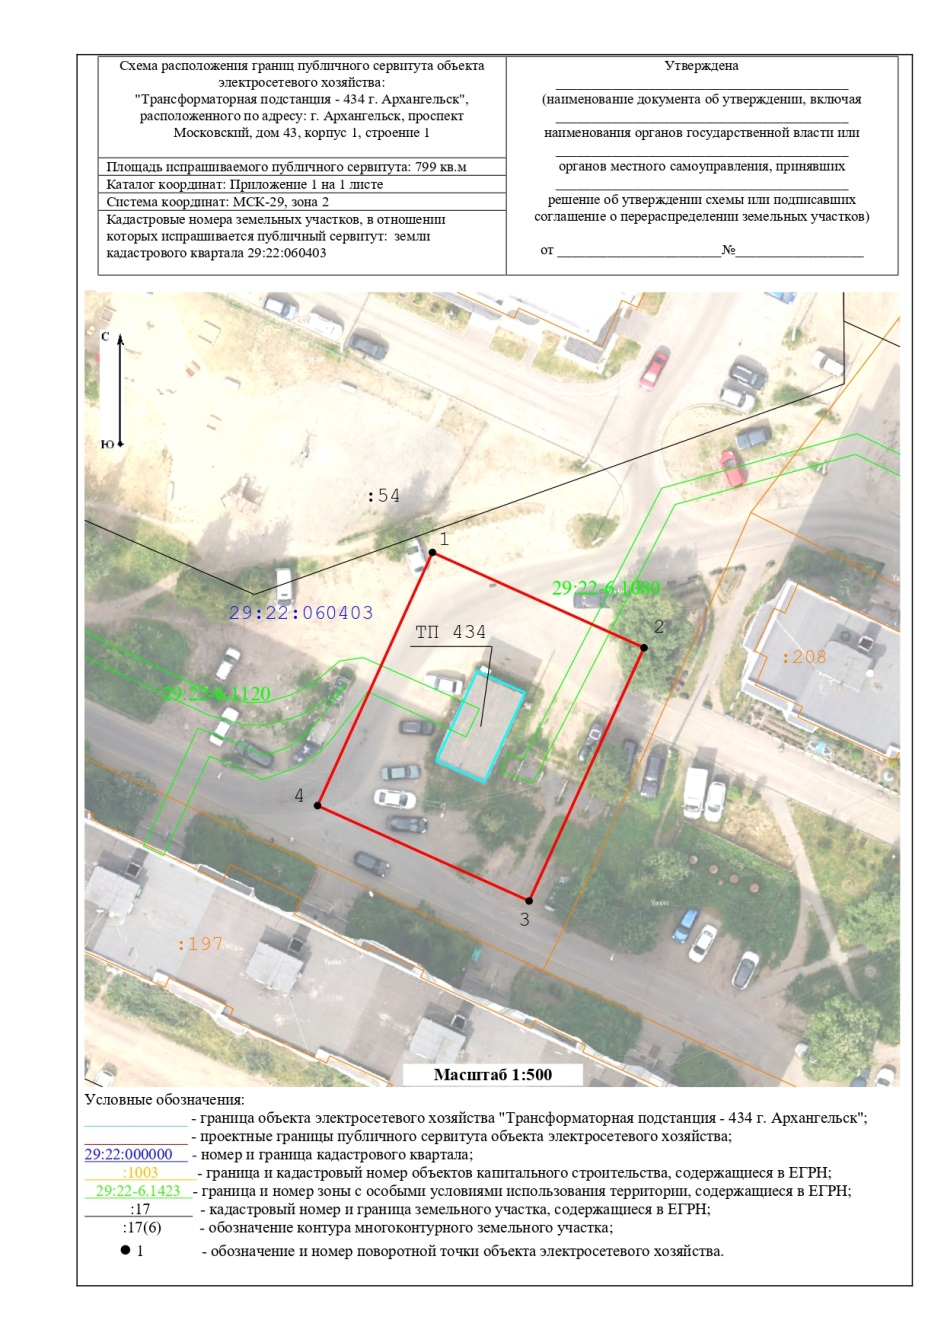 Схема расположения границ публичного сервитута объекта
электросетевого хозяйства:
"Трансформаторная подстанция - 434 г. Архангельск",
расположенного по адресу: г. Архангельск, проспект
Московский, дом 43, корпус 1, строение 1
Площадь испрашиваемого публичного сервитута: 799 кв.м
Каталог координат: Приложение 1 на 1 листе
Система координат: МСК-29, зона 2
Кадастровые номера земельных участков, в отношении
которых испрашивается публичный сервитут: земли
кадастрового квартала 29:22:060403
Утверждена
(наименование документа об утверждении, включая
наименования органов государственной власти или
органов местного самоуправления, принявших
решение об утверждении схемы или подписавших
соглашение о перераспределении земельных участков)
от ________________________№___________________
С
Ю
:54
1
29:22-6.1080
29:22:060403
ТП 434
2
:208
29:22-6.1120
4
3
:197
Yandex
Масштаб 1:500
Условные обозначения:
- граница объекта электросетевого хозяйства "Трансформаторная подстанция - 434 г. Архангельск";
- проектные границы публичного сервитута объекта электросетевого хозяйства;
29:22:000000 - номер и граница кадастрового квартала;
:1003 - граница и кадастровый номер объектов капитального строительства, содержащиеся в ЕГРН;
29:22-6.1423 - граница и номер зоны с особыми условиями использования территории, содержащиеся в ЕГРН;
:17 - кадастровый номер и граница земельного участка, содержащиеся в ЕГРН;
:17(6) - обозначение контура многоконтурного земельного участка;
1 - обозначение и номер поворотной точки объекта электросетевого хозяйства.